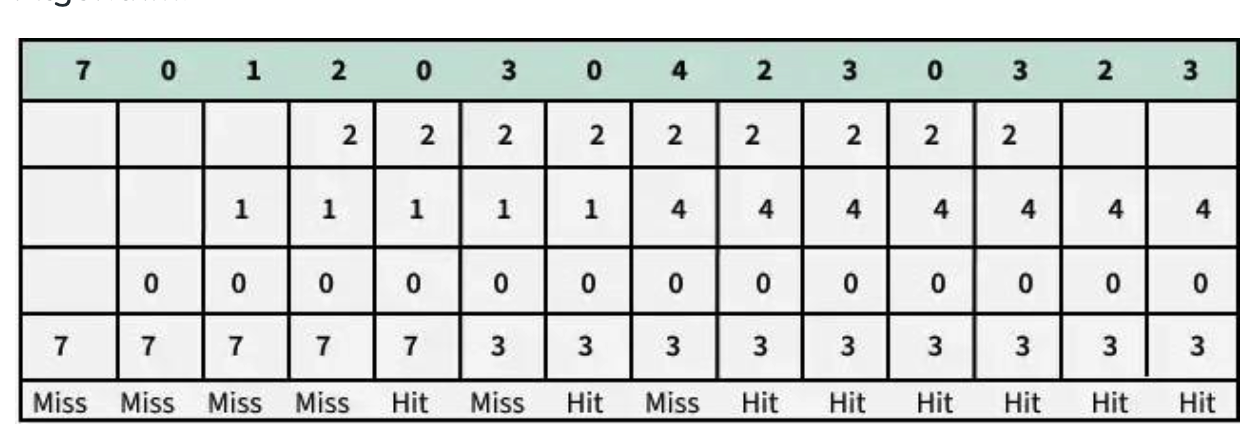 7 0 1 2 0 3 0 4 2 3 0 3 2 3
2 2 2 2 2 2 2 2 2
1 1 1 1 1 4 4 4 4 4 4 4
0 0 0 0 0 0 0 0 0 0 0 0 0
7 7 7 7 7 3 3 3 3 3 3 3 3 3
Miss Miss Miss Miss Hit Miss Hit Miss Hit Hit Hit Hit Hit Hit